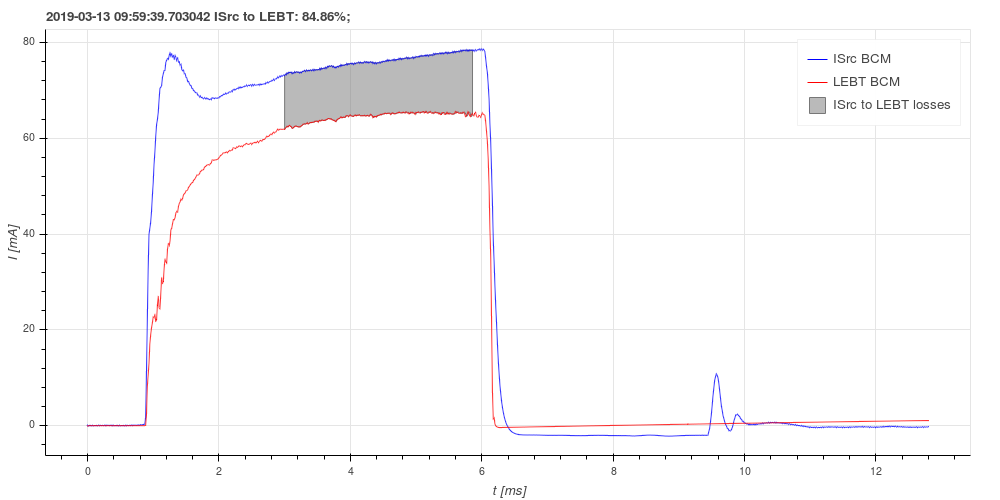 2019-03-13 09:59:39.703042 ISrc to LEBT: 84.86%;
ISrc BCM
LEBT BCM
ISrc to LEBT losses
80
60
40
20
0
I [mA]
0 2 4 6 8 10 12
t [ms]